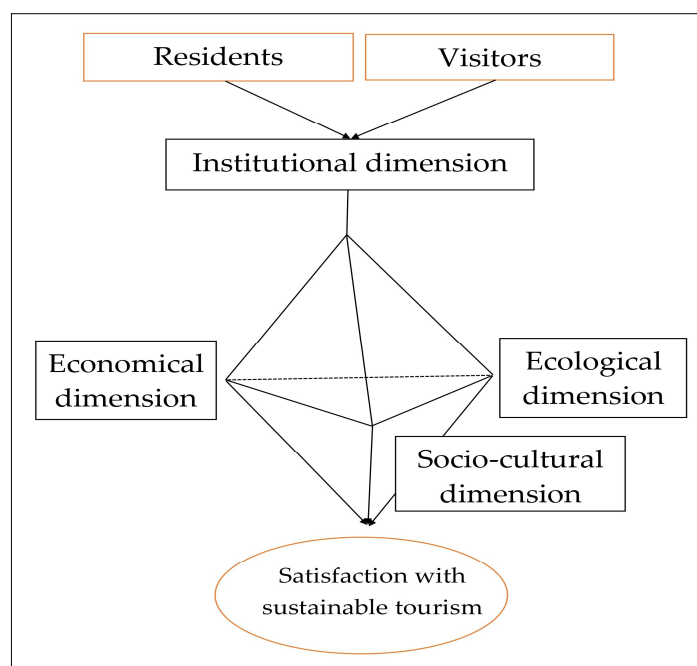 Residents
Visitors
Institutional dimension
Economical
dimension
Ecological
dimension
Socio-cultural
dimension
Satisfaction with
sustainable tourism